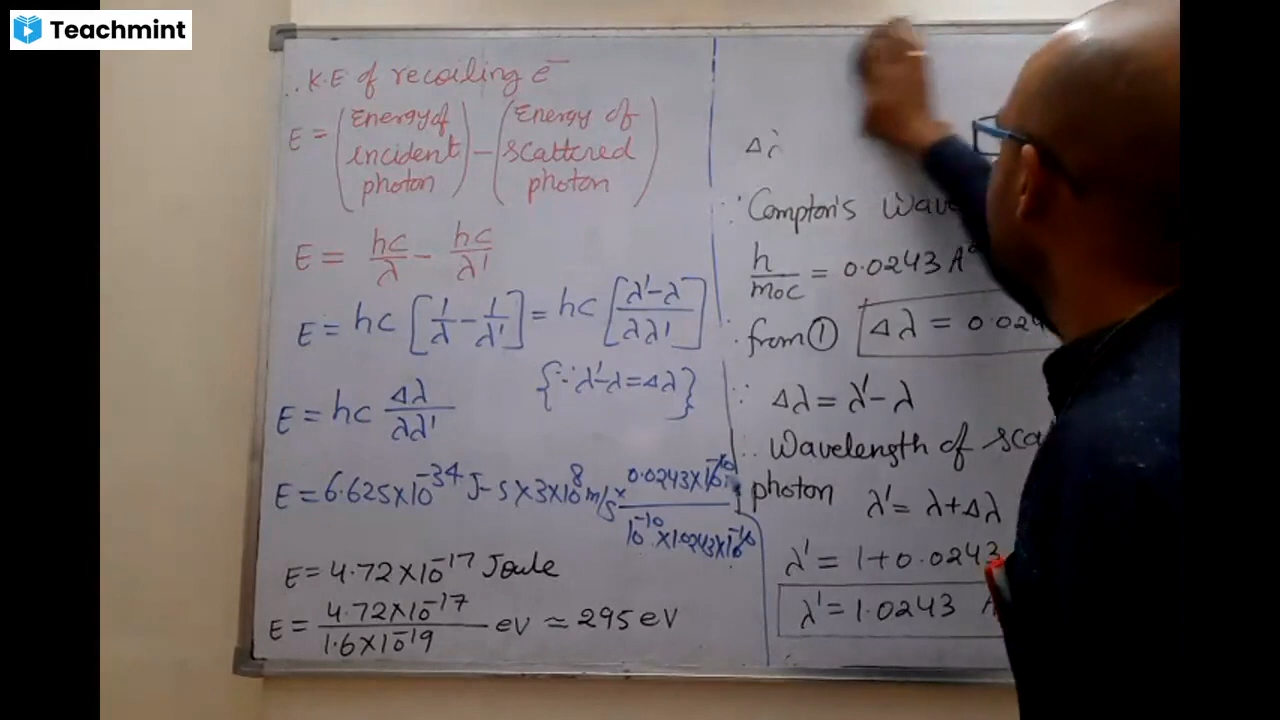 Teachmint
∴ K.E of recoiling e⁻
E = (Energy of incident photon) - (Energy of scattered photon)
E = hc/λ - hc/λ'
E = hc [1/λ - 1/λ'] = hc [λ'-λ / λλ']
E = hc Δλ/λλ' {∵ λ'-λ = Δλ}
E = 6.625×10⁻³⁴ J-s × 3×10⁸ m/s × 0.0243×10⁻¹⁰ / 10⁻¹⁰ × 1.0243×10⁻¹⁰
E = 4.72×10⁻¹⁷ Joule
E = 4.72×10⁻¹⁷ / 1.6×10⁻¹⁹ eV ≃ 295 eV
∵ Compton's
h/m₀c = 0.0243 A°
from ①
∵ Δλ = λ' - λ
∴ Wavelength of
photon λ' = λ + Δλ
λ' = 1 + 0.0243
λ' = 1.0243